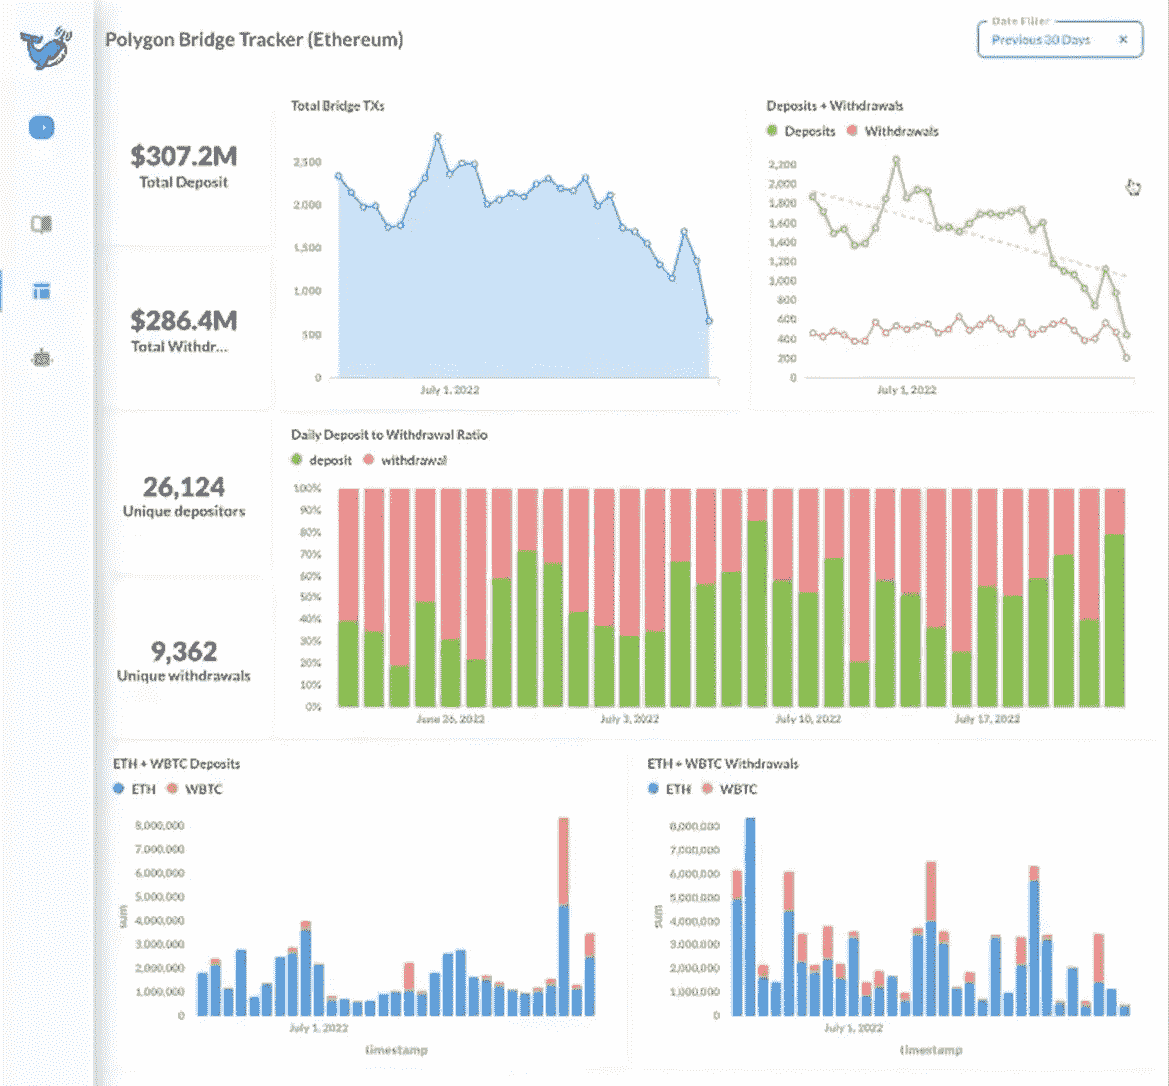 Polygon Bridge Tracker (Ethereum)
Date Filter
Previous 30 Days ×
$307.2M
Total Deposit
$286.4M
Total Withdr...
26,124
Unique depositors
9,362
Unique withdrawals
Total Bridge TXs
2,500
2,000
1,500
1,000
500
0
July 1, 2022
Deposits + Withdrawals
Deposits Withdrawals
2,200
2,000
1,800
1,600
1,400
1,200
1,000
800
600
400
200
0
July 1, 2022
Daily Deposit to Withdrawal Ratio
deposit withdrawal
100%
90%
80%
70%
60%
50%
40%
30%
20%
10%
0%
June 26, 2022 July 3, 2022 July 10, 2022 July 17, 2022
ETH + WBTC Deposits
ETH WBTC
8,000,000
7,000,000
6,000,000
5,000,000
4,000,000
3,000,000
2,000,000
1,000,000
0
sum
July 1, 2022
timestamp
ETH + WBTC Withdrawals
ETH WBTC
8,000,000
7,000,000
6,000,000
5,000,000
4,000,000
3,000,000
2,000,000
1,000,000
0
sum
July 1, 2022
timestamp